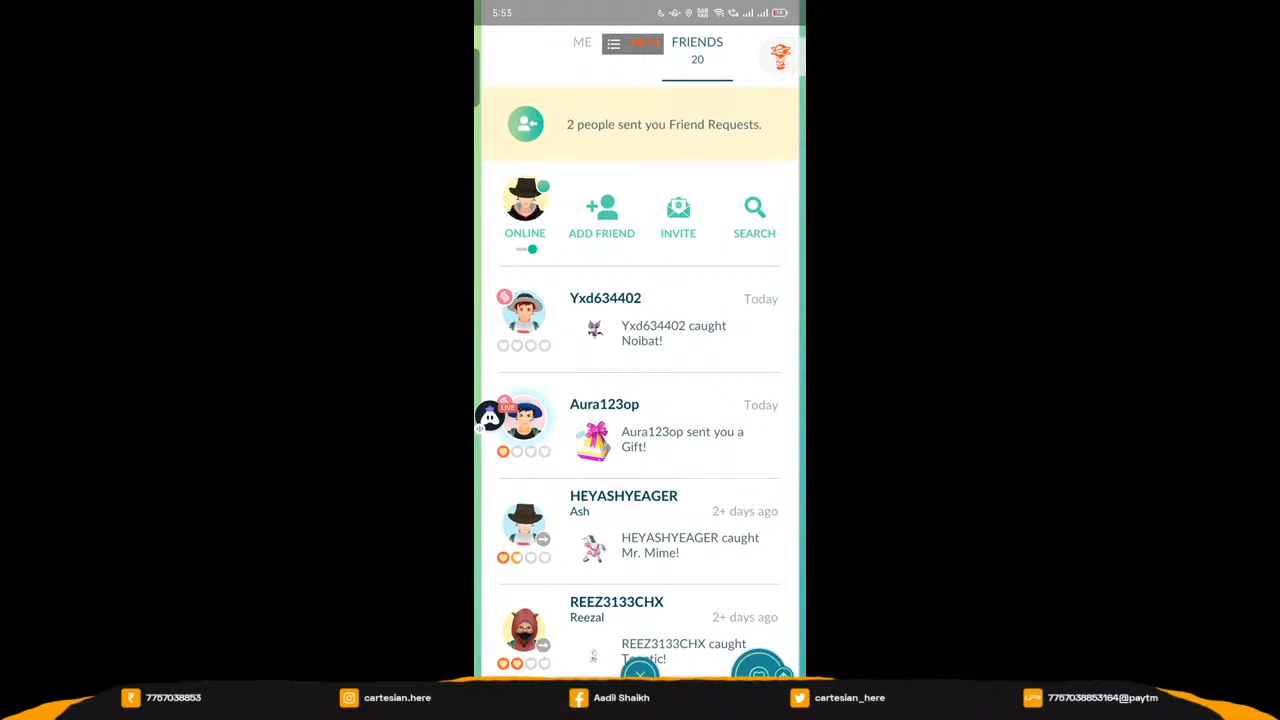 5:53
ME
FRIENDS
20
2 people sent you Friend Requests.
ONLINE
ADD FRIEND
INVITE
SEARCH
Yxd634402
Today
Yxd634402 caught
Noibat!
LIVE
Aura123op
Today
Aura123op sent you a
Gift!
HEYASHYEAGER
Ash
2+ days ago
HEYASHYEAGER caught
Mr. Mime!
REEZ3133CHX
Reezal
2+ days ago
REEZ3133CHX caught
7757038853
cartesian.here
Aadil Shaikh
cartesian_here
7757038853164@paytm